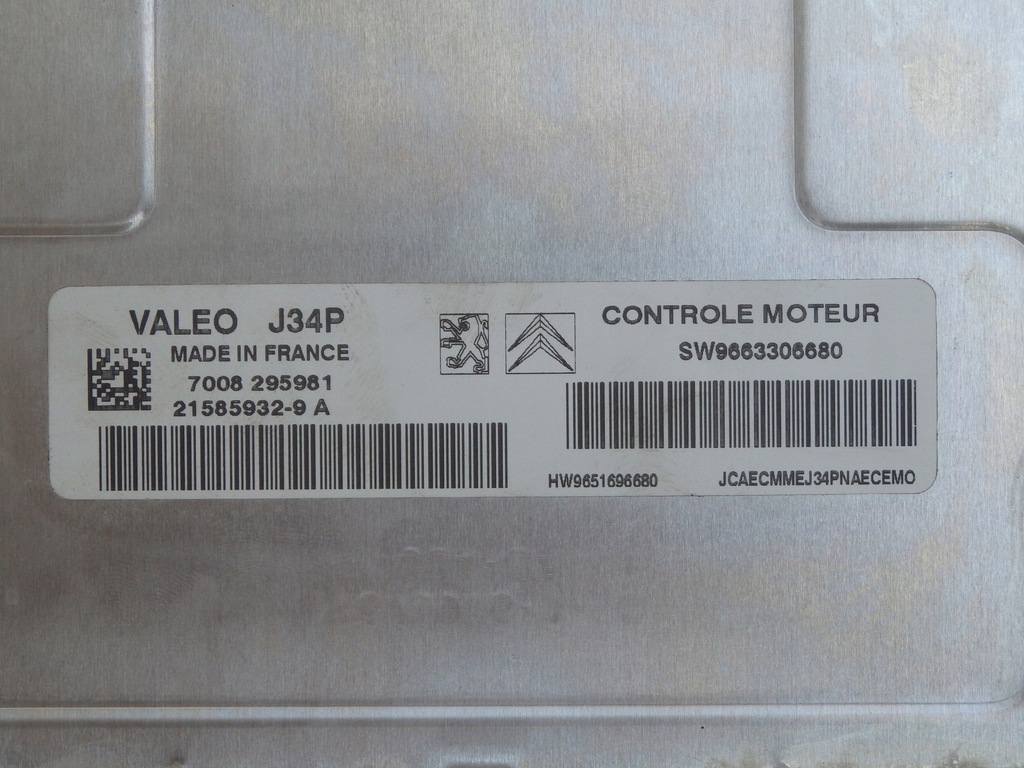 VALEO J34P
MADE IN FRANCE
7008 295981
21585932-9 A
CONTROLE MOTEUR
SW9663306680
HW9651696680 JCAECMMEJ34PNAECEMO